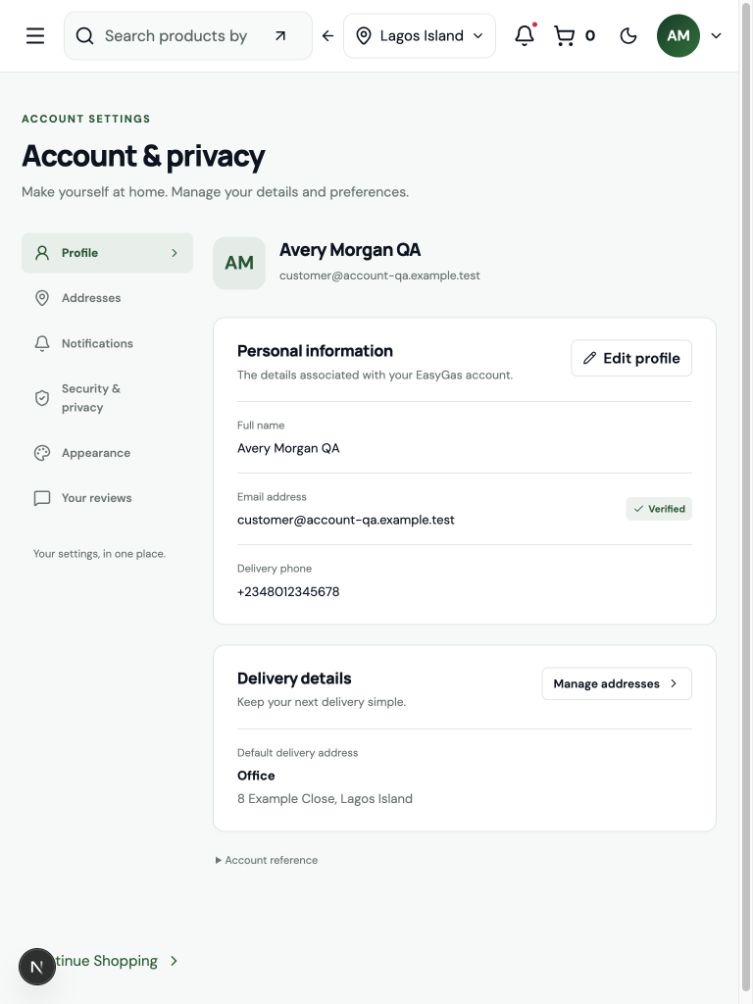 Search products by
Lagos Island
0
AM
ACCOUNT SETTINGS
Account & privacy
Make yourself at home. Manage your details and preferences.
Profile
Addresses
Notifications
Security &
privacy
Appearance
Your reviews
Your settings, in one place.
AM
Avery Morgan QA
customer@account-qa.example.test
Personal information
Edit profile
The details associated with your EasyGas account.
Full name
Avery Morgan QA
Email address
customer@account-qa.example.test
Verified
Delivery phone
+2348012345678
Delivery details
Manage addresses
Keep your next delivery simple.
Default delivery address
Office
8 Example Close, Lagos Island
Account reference
N
tinue Shopping